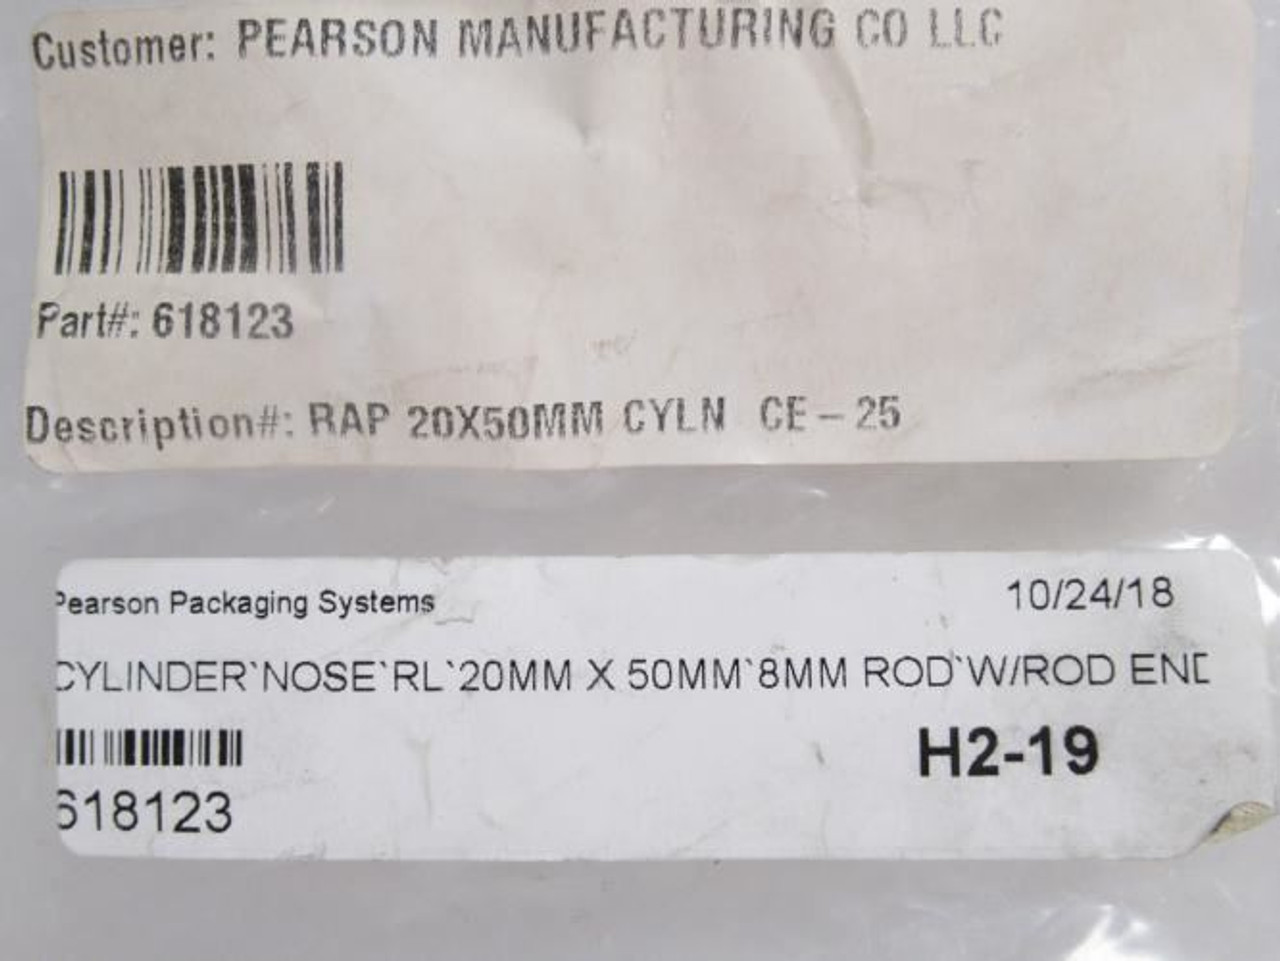 Customer: PEARSON MANUFACTURING CO LLC
Part#: 618123
Description#: RAP 20X50MM CYLN CE-25
Pearson Packaging Systems
10/24/18
CYLINDER`NOSE`RL`20MM X 50MM`8MM ROD`W/ROD END
H2-19
618123